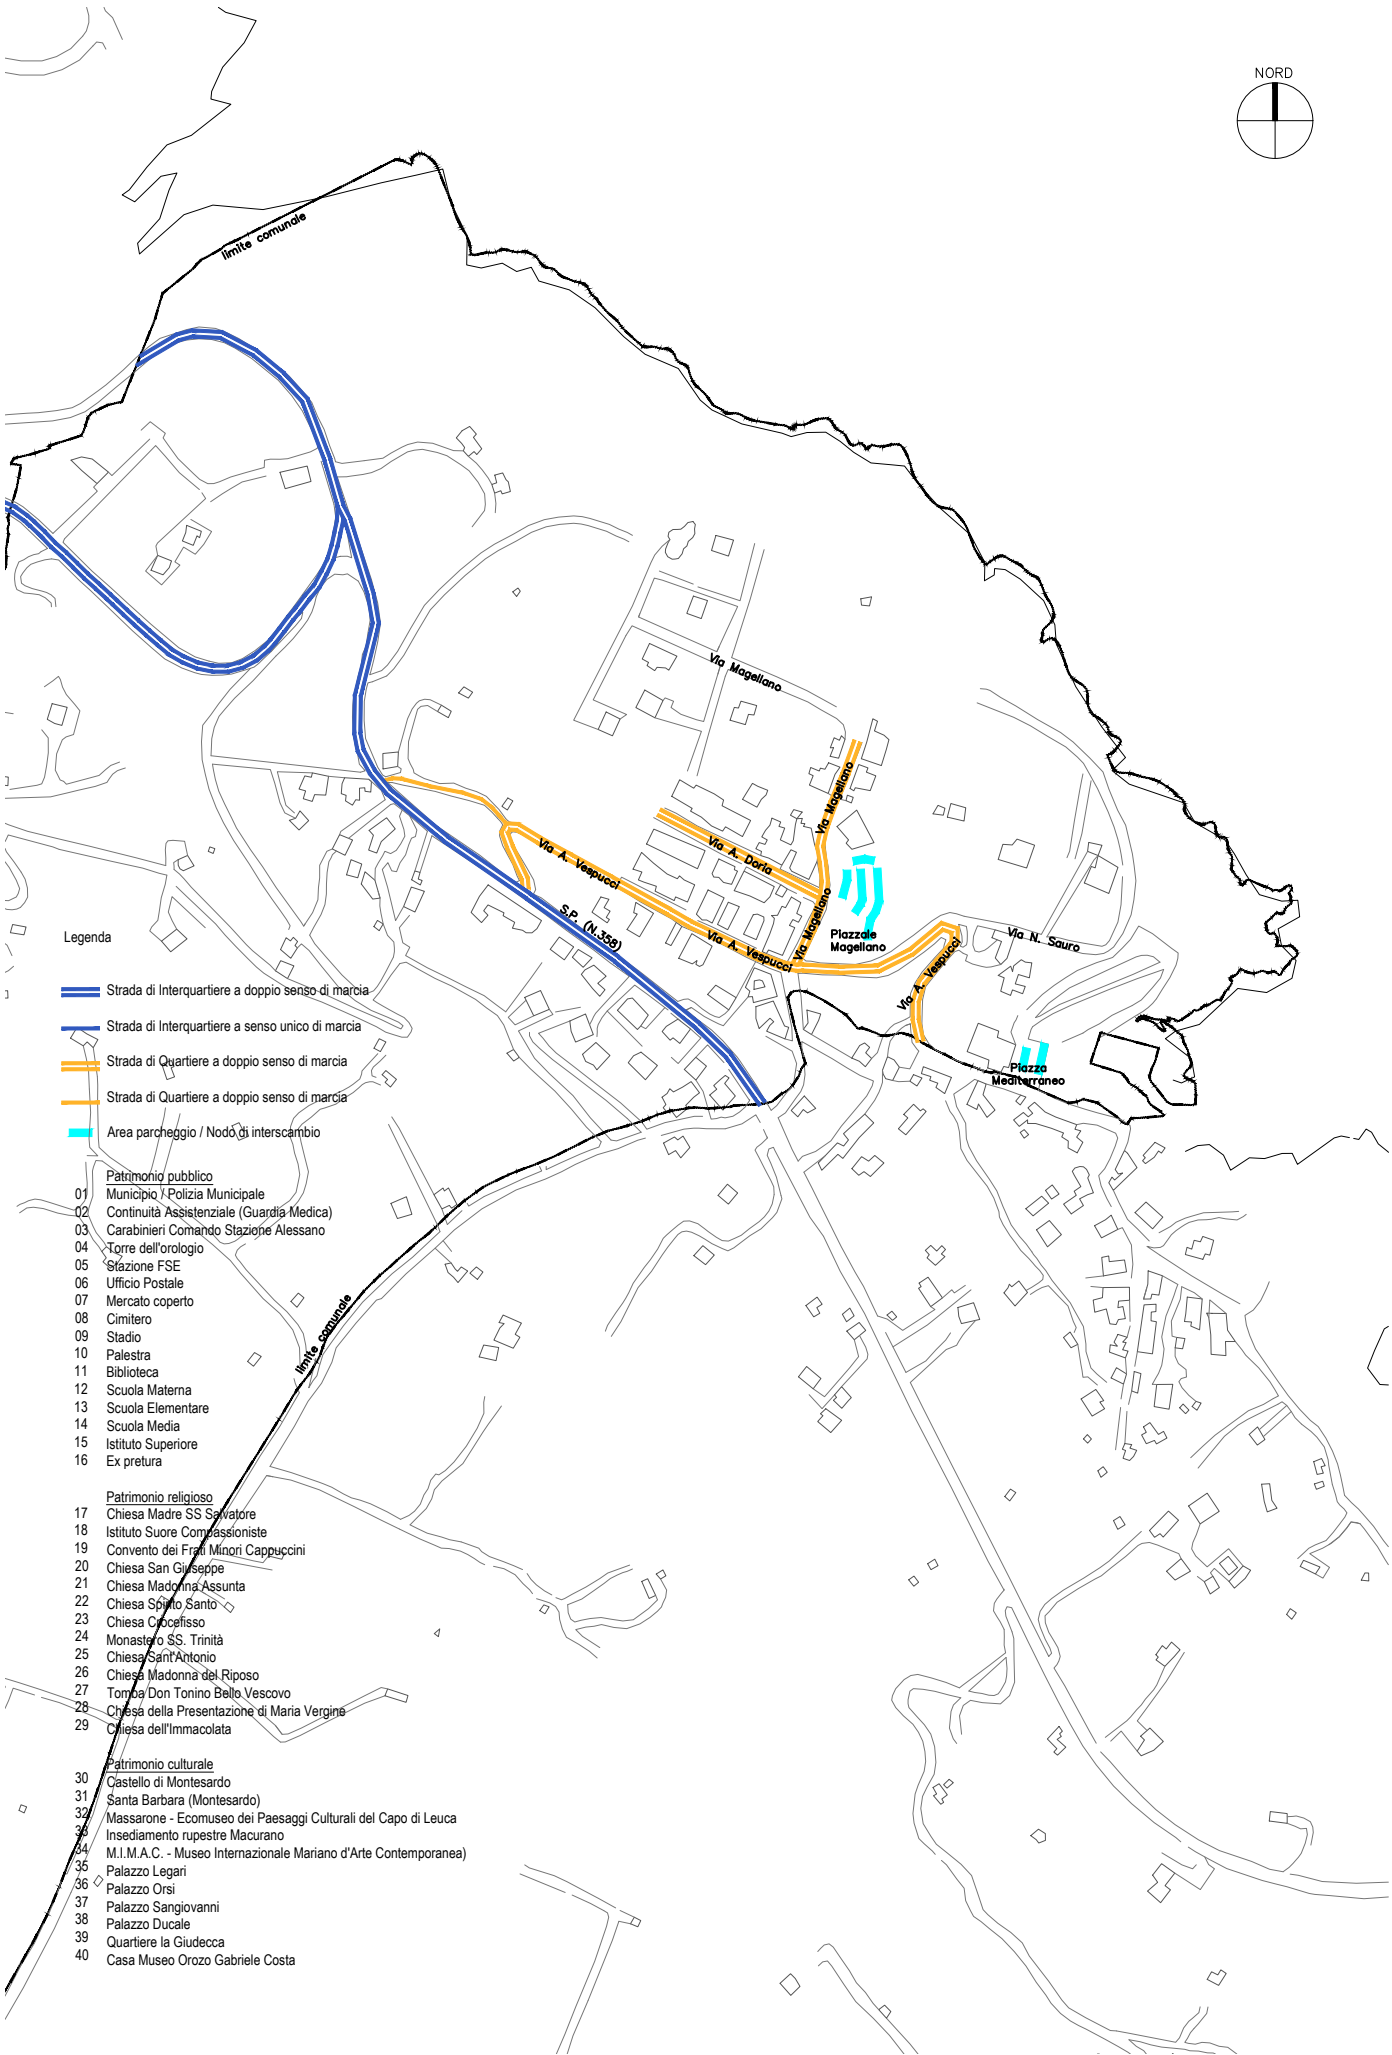 NORD
limite comunale
Via Magellano
Via Magellano
Via A. Doria
Via A. Vespucci
Via Magellano
S.P. (N.358)
Via A. Vespucci
Piazzale
Magellano
Via N. Sauro
Via A. Vespucci
Piazza
Mediterraneo
limite comunale
Legenda
Strada di Interquartiere a doppio senso di marcia
Strada di Interquartiere a senso unico di marcia
Strada di Quartiere a doppio senso di marcia
Strada di Quartiere a doppio senso di marcia
Area parcheggio / Nodo di interscambio
Patrimonio pubblico
01 Municipio / Polizia Municipale
02 Continuità Assistenziale (Guardia Medica)
03 Carabinieri Comando Stazione Alessano
04 Torre dell'orologio
05 Stazione FSE
06 Ufficio Postale
07 Mercato coperto
08 Cimitero
09 Stadio
10 Palestra
11 Biblioteca
12 Scuola Materna
13 Scuola Elementare
14 Scuola Media
15 Istituto Superiore
16 Ex pretura
Patrimonio religioso
17 Chiesa Madre SS Salvatore
18 Istituto Suore Compassioniste
19 Convento dei Frati Minori Cappuccini
20 Chiesa San Giuseppe
21 Chiesa Madonna Assunta
22 Chiesa Spirito Santo
23 Chiesa Crocefisso
24 Monastero SS. Trinità
25 Chiesa Sant'Antonio
26 Chiesa Madonna del Riposo
27 Tomba Don Tonino Bello Vescovo
28 Chiesa della Presentazione di Maria Vergine
29 Chiesa dell'Immacolata
Patrimonio culturale
30 Castello di Montesardo
31 Santa Barbara (Montesardo)
32 Massarone - Ecomuseo dei Paesaggi Culturali del Capo di Leuca
33 Insediamento rupestre Macurano
34 M.I.M.A.C. - Museo Internazionale Mariano d'Arte Contemporanea)
35 Palazzo Legari
36 Palazzo Orsi
37 Palazzo Sangiovanni
38 Palazzo Ducale
39 Quartiere la Giudecca
40 Casa Museo Orozo Gabriele Costa